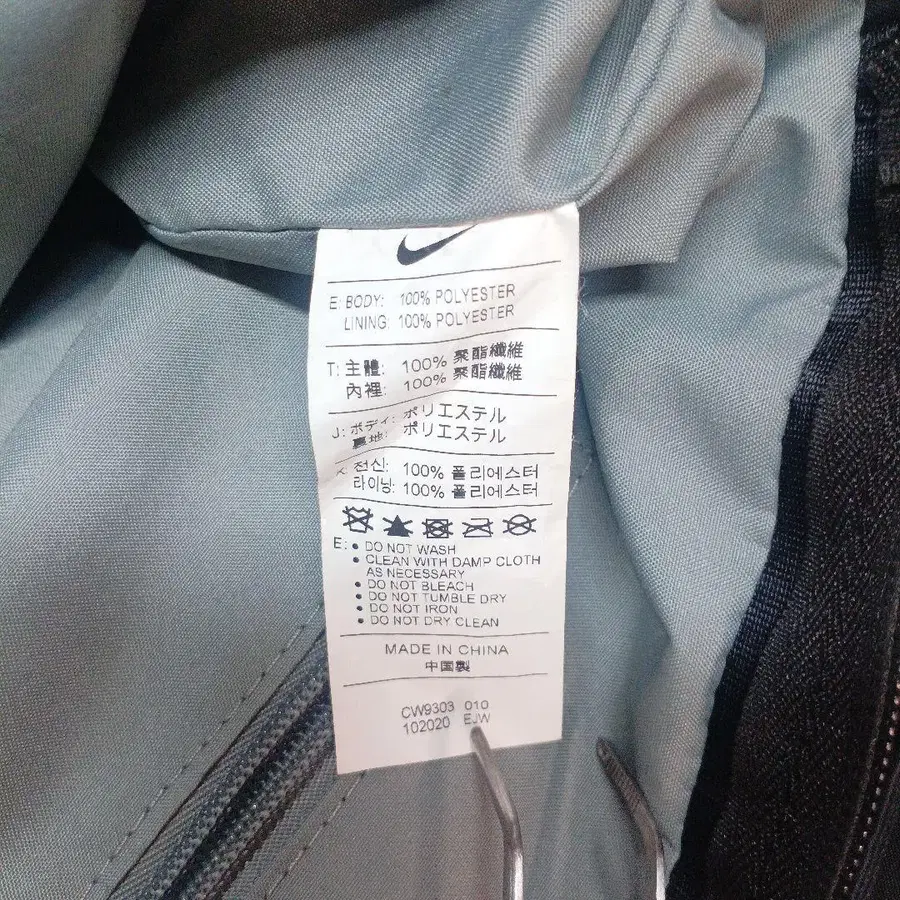 E: BODY: 100% POLYESTER
LINING: 100% POLYESTER
T: 主體: 100% 聚酯纖維
內裡: 100% 聚酯纖維
J: ボディ: ポリエステル
裏地: ポリエステル
K 전신: 100% 폴리에스터
라이닝: 100% 폴리에스터
E: • DO NOT WASH
• CLEAN WITH DAMP CLOTH
AS NECESSARY
• DO NOT BLEACH
• DO NOT TUMBLE DRY
• DO NOT IRON
• DO NOT DRY CLEAN
MADE IN CHINA
中国製
CW9303 010
102020 EJW